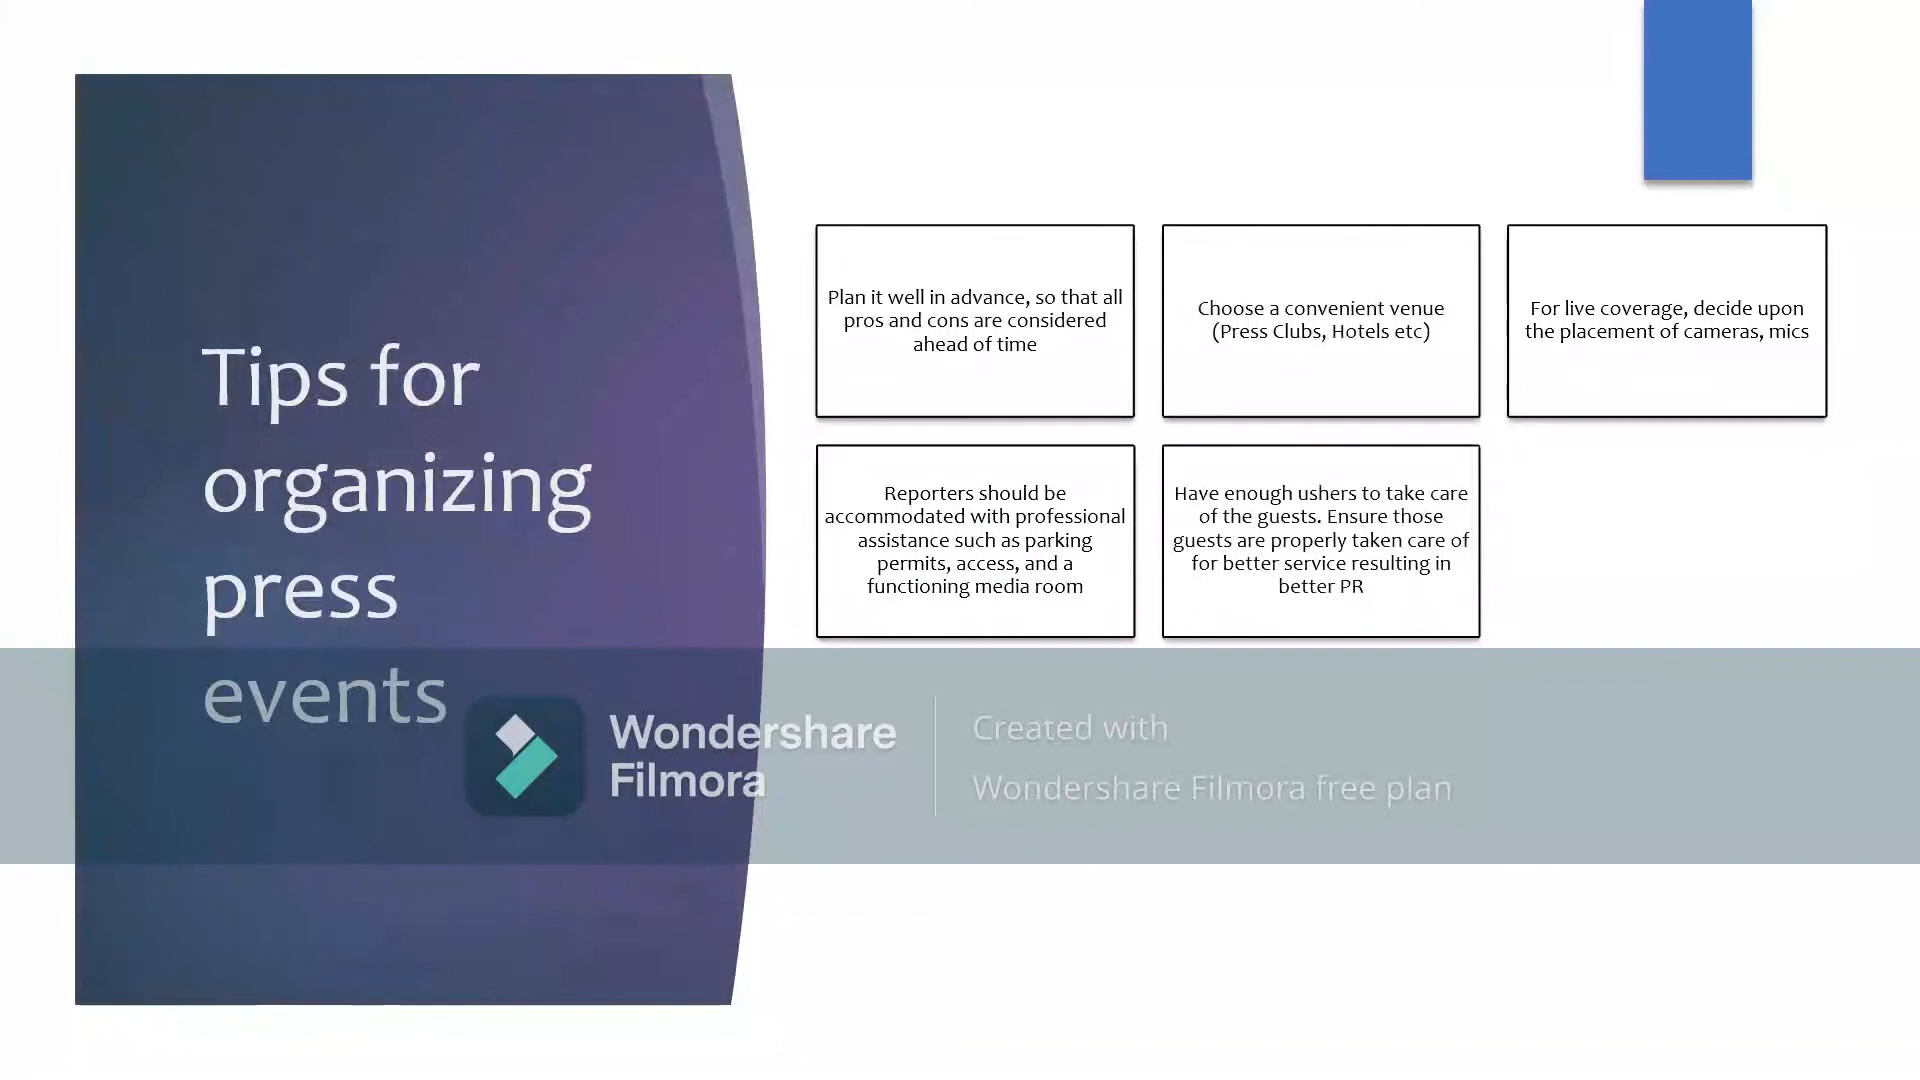 Tips for
organizing
press
events
Plan it well in advance, so that all
pros and cons are considered
ahead of time
Choose a convenient venue
(Press Clubs, Hotels etc)
For live coverage, decide upon
the placement of cameras, mics
Reporters should be
accommodated with professional
assistance such as parking
permits, access, and a
functioning media room
Have enough ushers to take care
of the guests. Ensure those
guests are properly taken care of
for better service resulting in
better PR
Wondershare
Filmora
Created with
Wondershare Filmora free plan